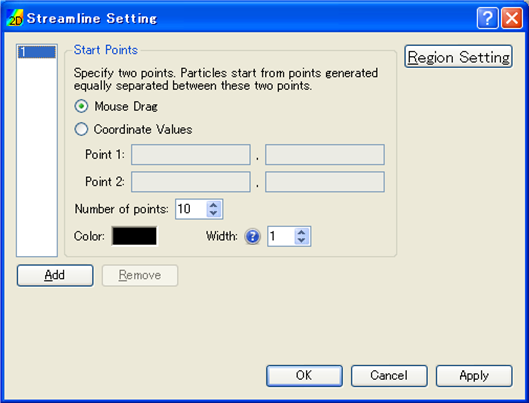 2D Streamline Setting
1
Start Points
Region Setting
Specify two points. Particles start from points generated
equally separated between these two points.
Mouse Drag
Coordinate Values
Point 1: ,
Point 2: ,
Number of points: 10
Color: Width: ? 1
Add Remove
OK Cancel Apply